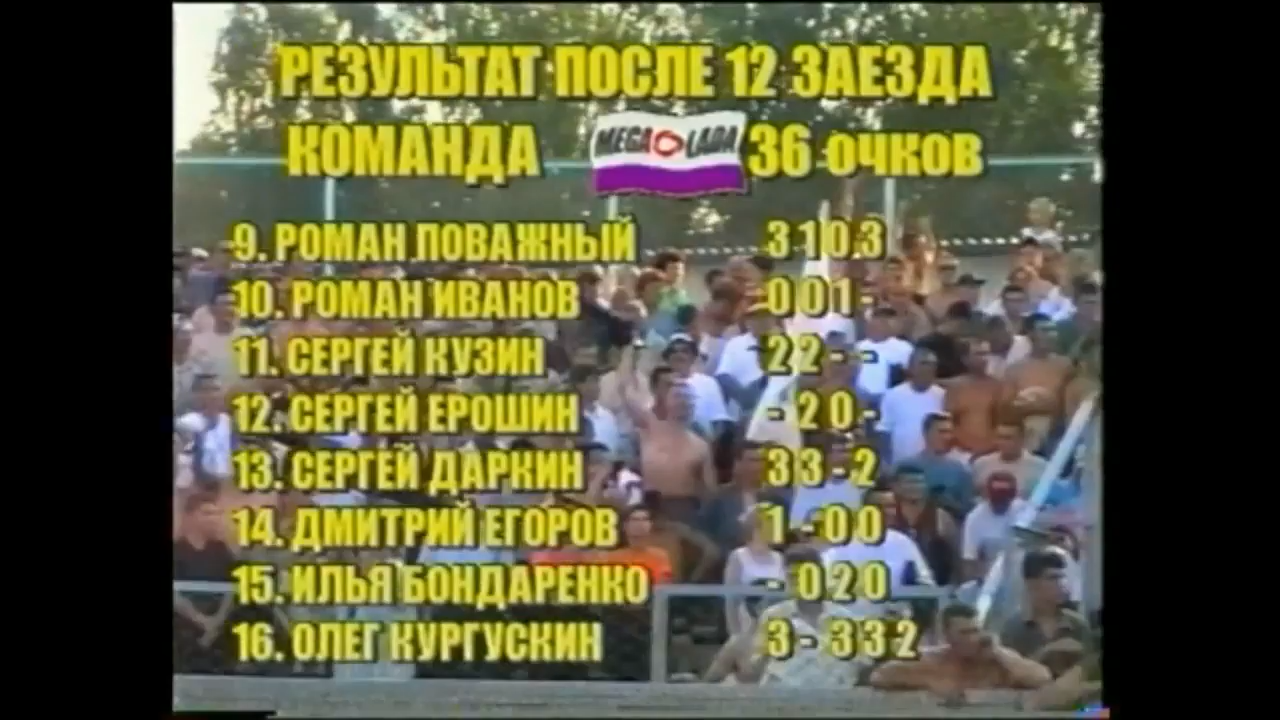 РЕЗУЛЬТАТ ПОСЛЕ 12 ЗАЕЗДА
КОМАНДА MEGA LADA 36 очков
9. РОМАН ПОВАЖНЫЙ 3 1 0 3
10. РОМАН ИВАНОВ 0 0 1 -
11. СЕРГЕЙ КУЗИН 2 2 - -
12. СЕРГЕЙ ЕРОШИН - 2 0 -
13. СЕРГЕЙ ДАРКИН 3 3 - 2
14. ДМИТРИЙ ЕГОРОВ 1 - 0 0
15. ИЛЬЯ БОНДАРЕНКО - 0 2 0
16. ОЛЕГ КУРГУСКИН 3 - 3 3 2